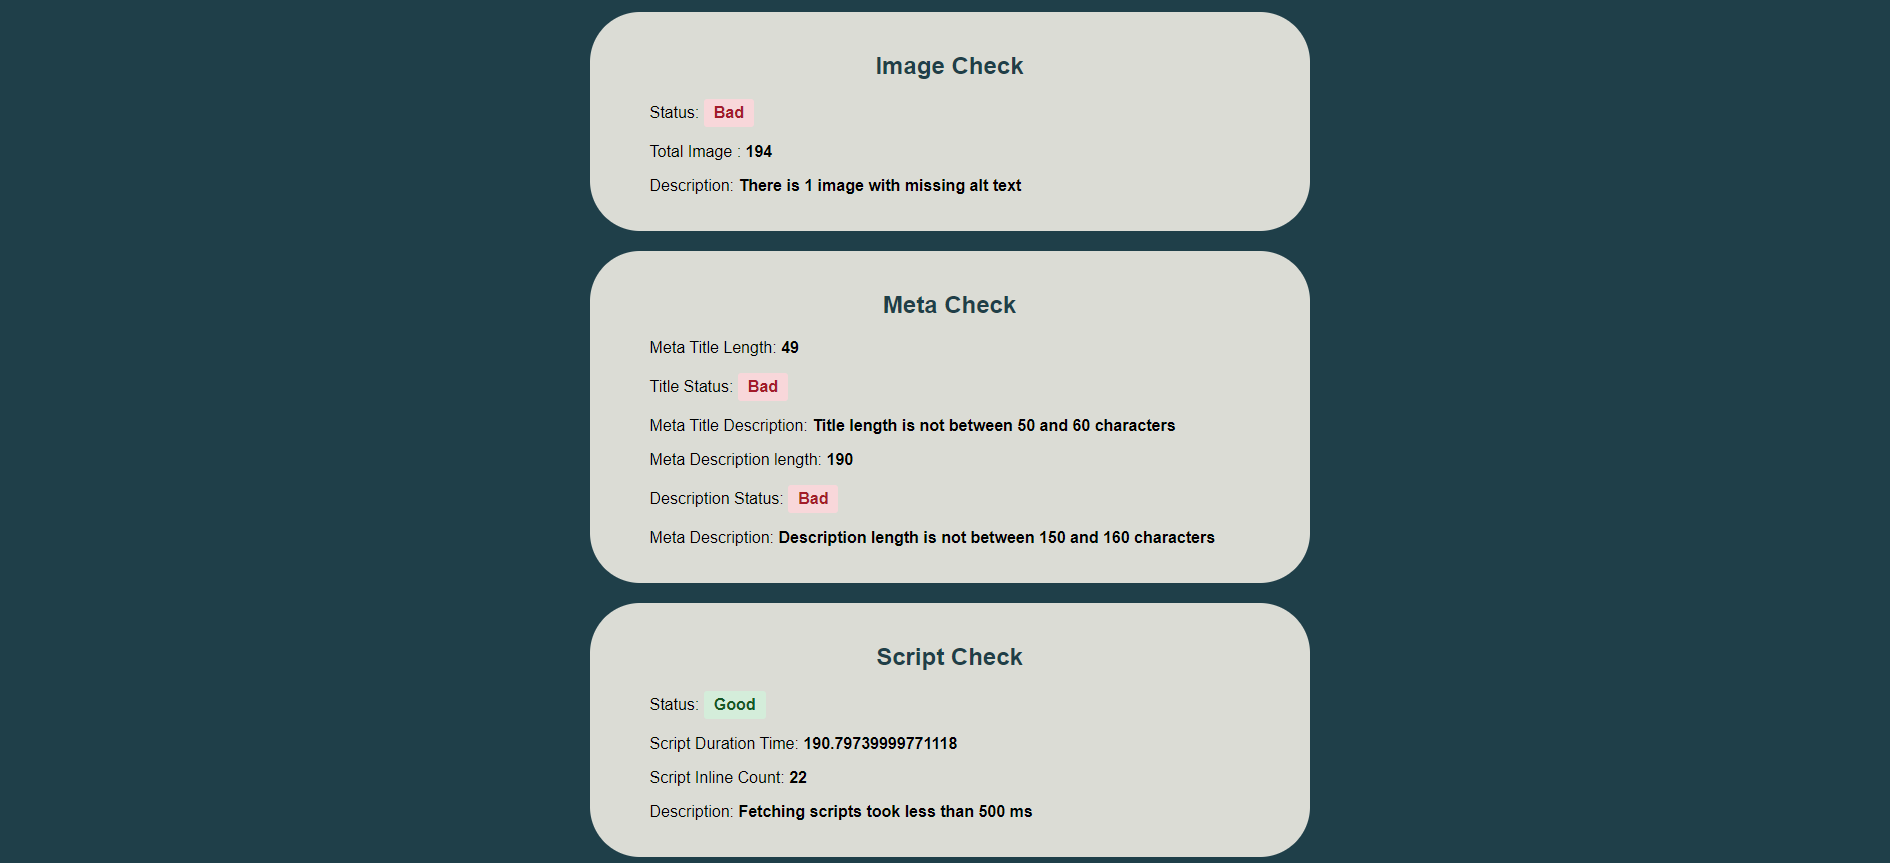 Image Check
Status: Bad
Total Image : 194
Description: There is 1 image with missing alt text
Meta Check
Meta Title Length: 49
Title Status: Bad
Meta Title Description: Title length is not between 50 and 60 characters
Meta Description length: 190
Description Status: Bad
Meta Description: Description length is not between 150 and 160 characters
Script Check
Status: Good
Script Duration Time: 190.79739999771118
Script Inline Count: 22
Description: Fetching scripts took less than 500 ms